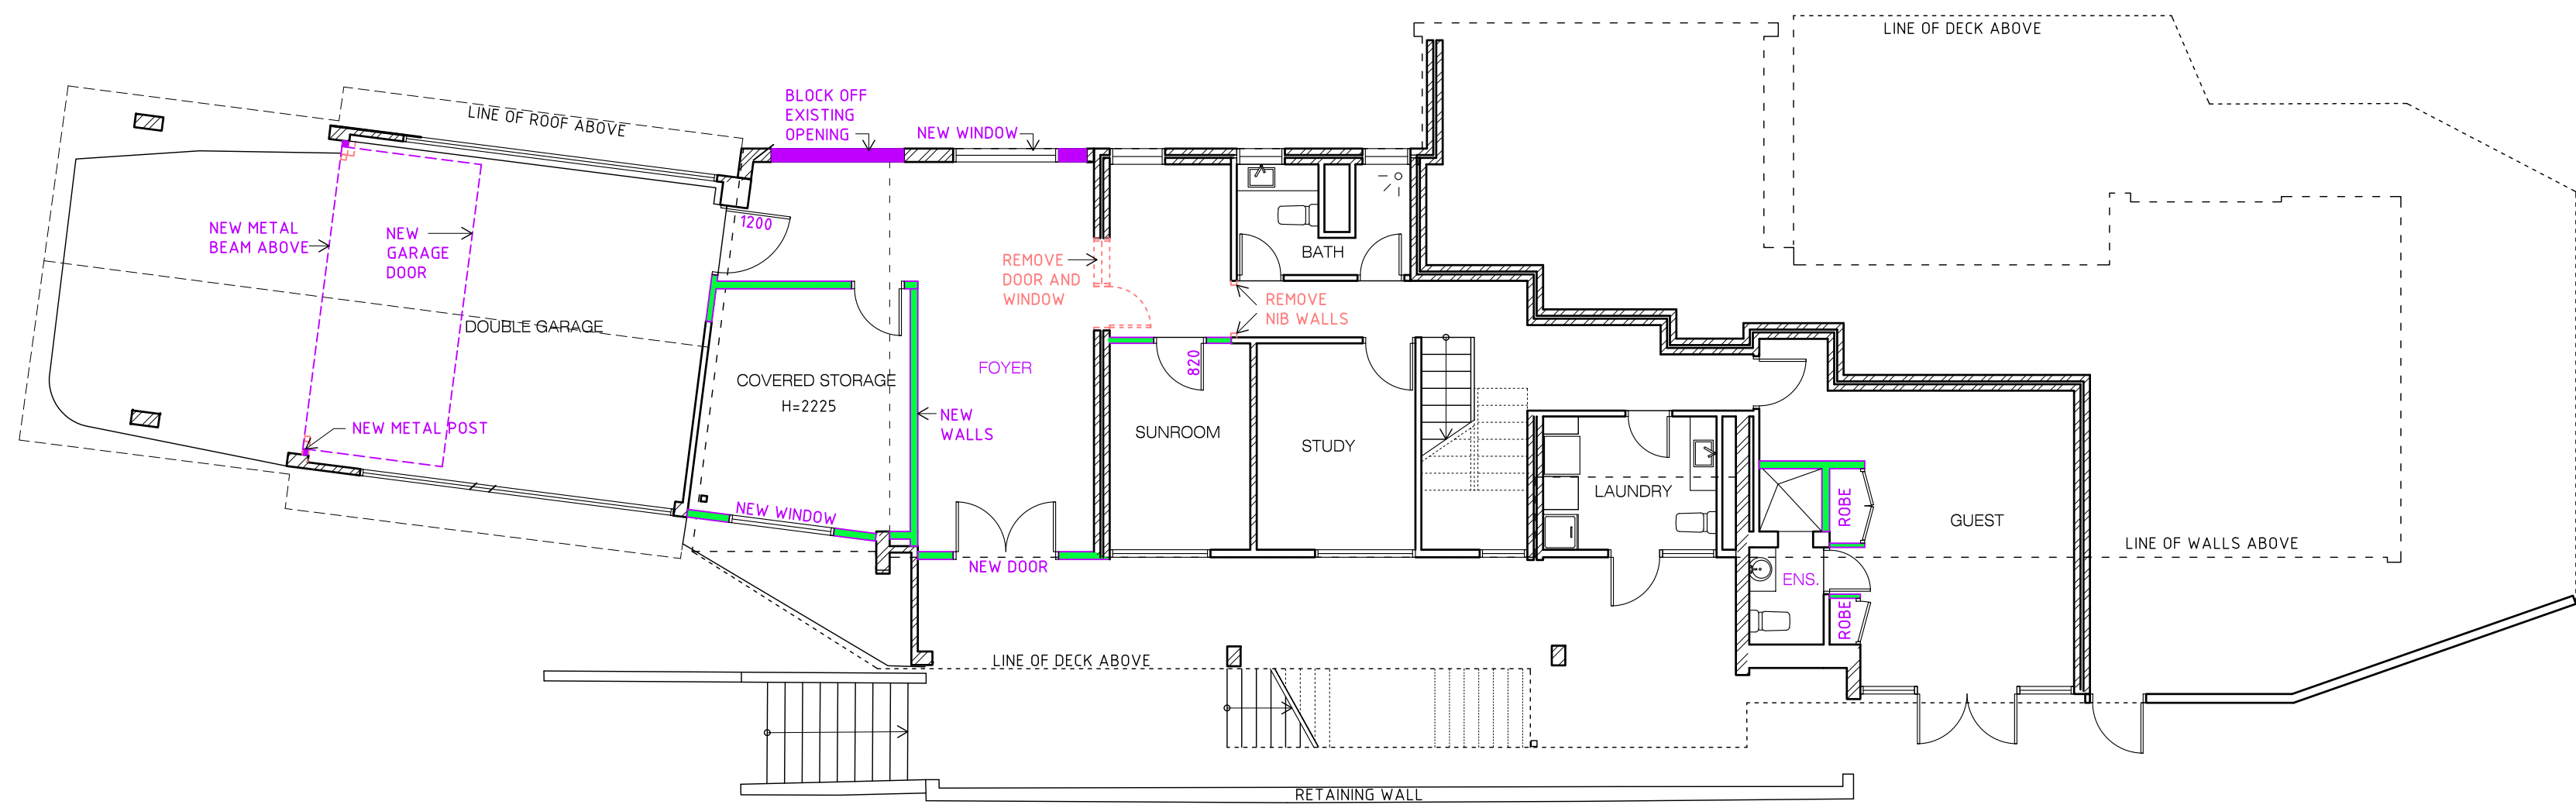 LINE OF DECK ABOVE
LINE OF ROOF ABOVE
BLOCK OFF
EXISTING
OPENING
NEW WINDOW
NEW METAL
BEAM ABOVE
NEW
GARAGE
DOOR
1200
REMOVE
DOOR AND
WINDOW
BATH
REMOVE
NIB WALLS
DOUBLE GARAGE
COVERED STORAGE
H=2225
FOYER
820
NEW METAL POST
NEW
WALLS
SUNROOM
STUDY
LAUNDRY
ROBE
GUEST
NEW WINDOW
NEW DOOR
LINE OF WALLS ABOVE
ENS.
ROBE
LINE OF DECK ABOVE
RETAINING WALL